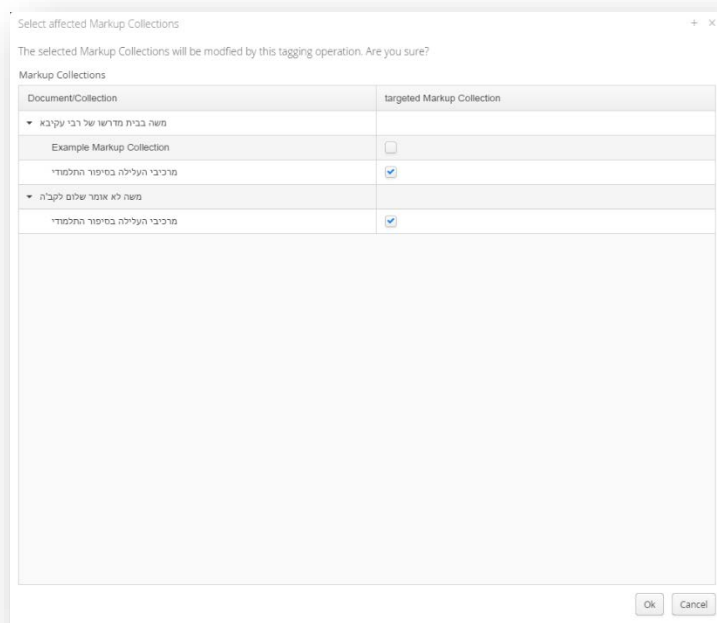 Select affected Markup Collections
The selected Markup Collections will be modfied by this tagging operation. Are you sure?
Markup Collections
Document/Collection targeted Markup Collection
משה בבית מדרשו של רבי עקיבא
Example Markup Collection
מרכיבי העלילה בסיפור התלמודי
משה לא אומר שלום לקב"ה
מרכיבי העלילה בסיפור התלמודי
Ok Cancel